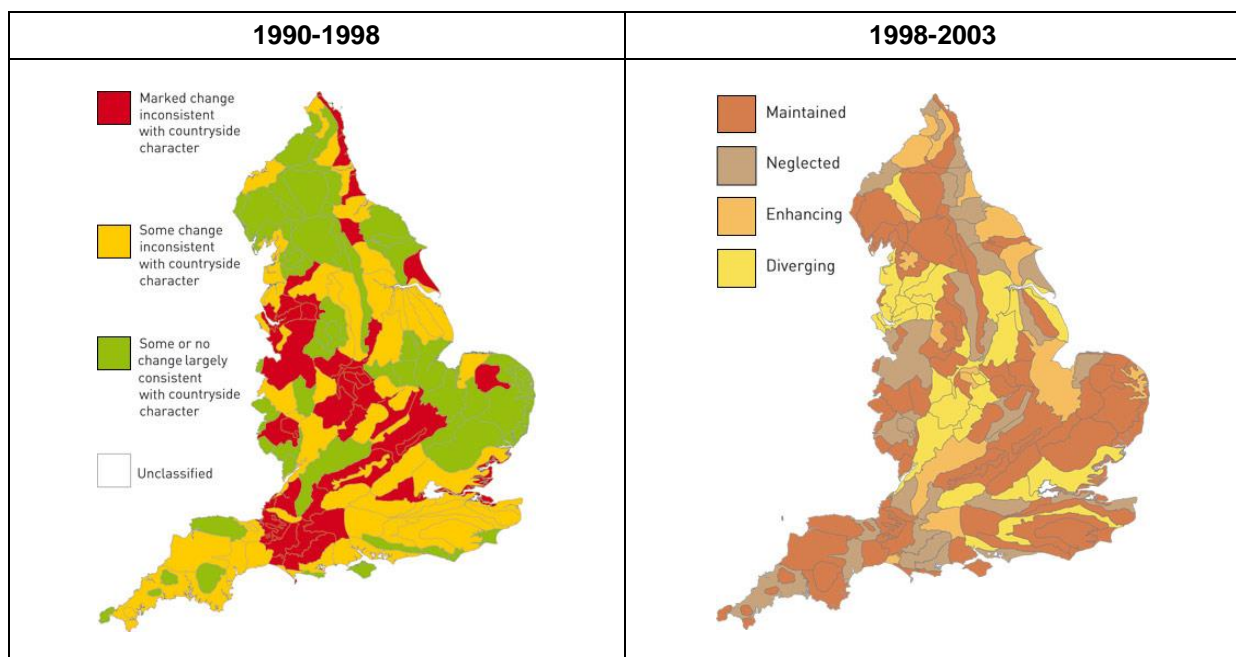 1990-1998
1998-2003
Marked change
inconsistent
with countryside
character
Some change
inconsistent
with countryside
character
Some or no
change largely
consistent
with countryside
character
Unclassified
Maintained
Neglected
Enhancing
Diverging